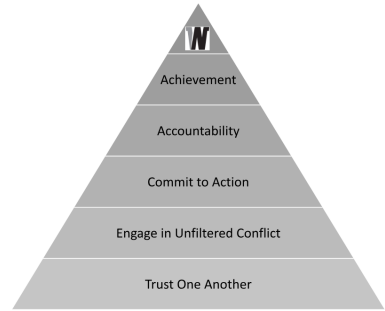 W
Achievement
Accountability
Commit to Action
Engage in Unfiltered Conflict
Trust One Another